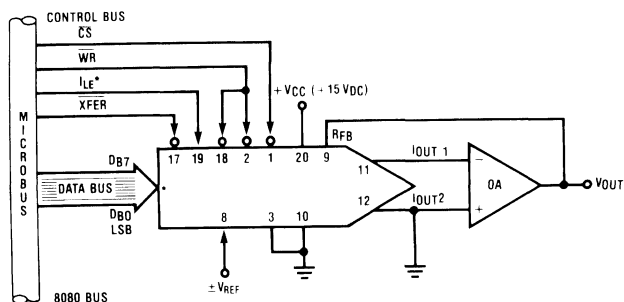 CONTROL BUS
CS
WR
ILE*
XFER
+VCC (+15 VDC)
RFB
17 19 18 2 1 20 9
MICROBUS
DB7
DATA BUS
DB0
LSB
11
IOUT 1
−
OA
VOUT
12
IOUT2
+
8 3 10
±VREF
8080 BUS